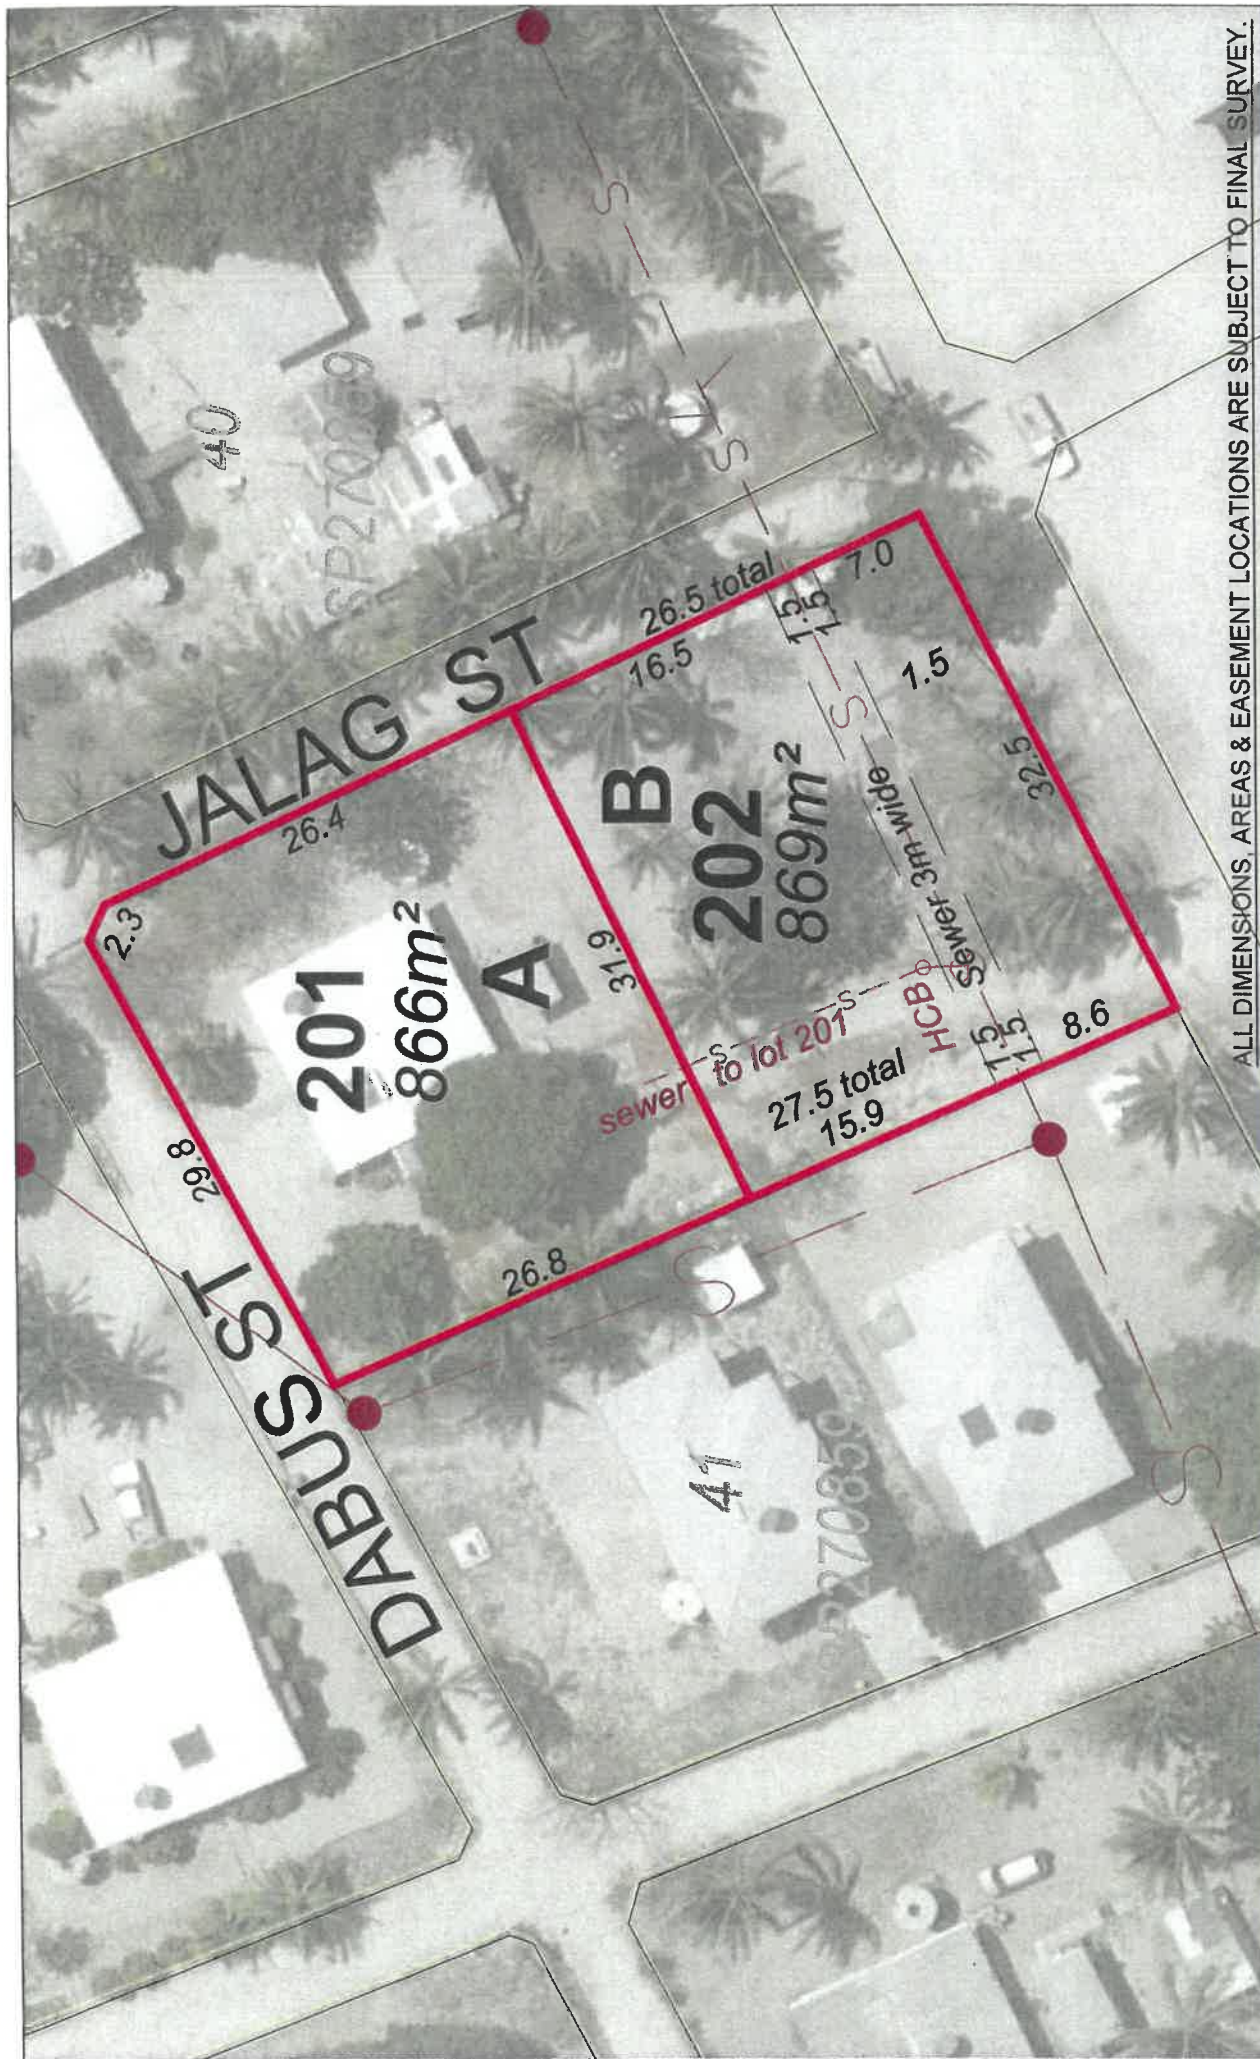 DABUS ST
JALAG ST
40
SP270859
41
SP270859
201
866m²
A
2.3
29.8
26.4
26.8
31.9
B
202
869m²
26.5 total
16.5
1.5
1.5
7.0
1.5
32.5
Sewer 3m wide
sewer to lot 201
HCB
27.5 total
15.9
1.5
1.5
8.6
S
S
S
S
S
S
S
ALL DIMENSIONS, AREAS & EASEMENT LOCATIONS ARE SUBJECT TO FINAL SURVEY.